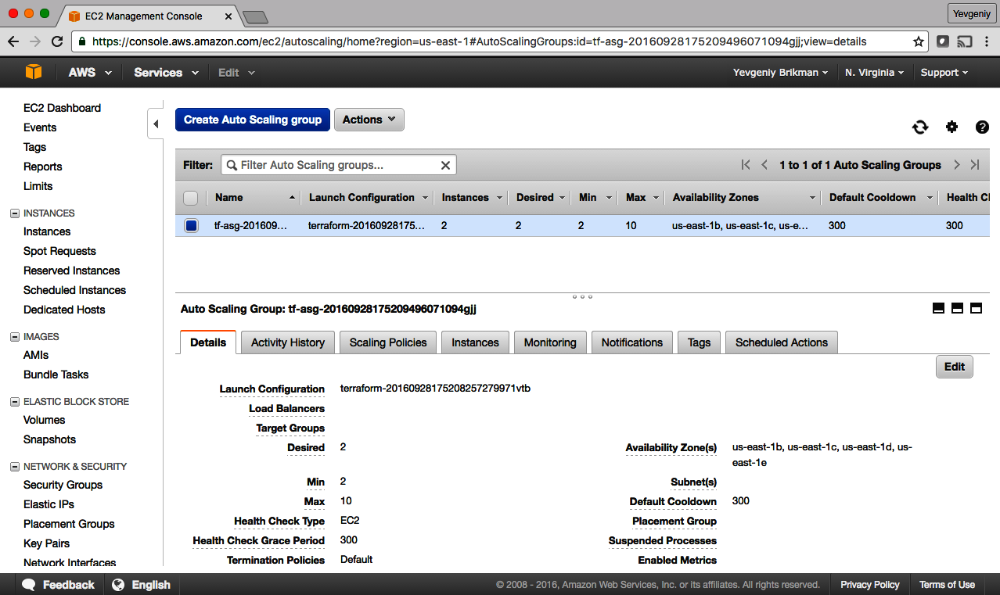 EC2 Management Console
Yevgeniy
https://console.aws.amazon.com/ec2/autoscaling/home?region=us-east-1#AutoScalingGroups:id=tf-asg-20160928175209496071094gjj;view=details
AWS Services Edit Yevgeniy Brikman N. Virginia Support
EC2 Dashboard
Events
Tags
Reports
Limits
INSTANCES
Instances
Spot Requests
Reserved Instances
Scheduled Instances
Dedicated Hosts
IMAGES
AMIs
Bundle Tasks
ELASTIC BLOCK STORE
Volumes
Snapshots
NETWORK & SECURITY
Security Groups
Elastic IPs
Placement Groups
Key Pairs
Network Interfaces
Create Auto Scaling group Actions
Filter: Filter Auto Scaling groups... 1 to 1 of 1 Auto Scaling Groups
Name Launch Configuration Instances Desired Min Max Availability Zones Default Cooldown Health Cl
tf-asg-201609... terraform-20160928175... 2 2 2 10 us-east-1b, us-east-1c, us-e... 300 300
Auto Scaling Group: tf-asg-20160928175209496071094gjj
Details Activity History Scaling Policies Instances Monitoring Notifications Tags Scheduled Actions
Edit
Launch Configuration terraform-20160928175208257279971vtb
Load Balancers
Target Groups
Desired 2 Availability Zone(s) us-east-1b, us-east-1c, us-east-1d, us-
east-1e
Min 2 Subnet(s)
Max 10 Default Cooldown 300
Health Check Type EC2 Placement Group
Health Check Grace Period 300 Suspended Processes
Termination Policies Default Enabled Metrics
Feedback English © 2008 - 2016, Amazon Web Services, Inc. or its affiliates. All rights reserved. Privacy Policy Terms of Use